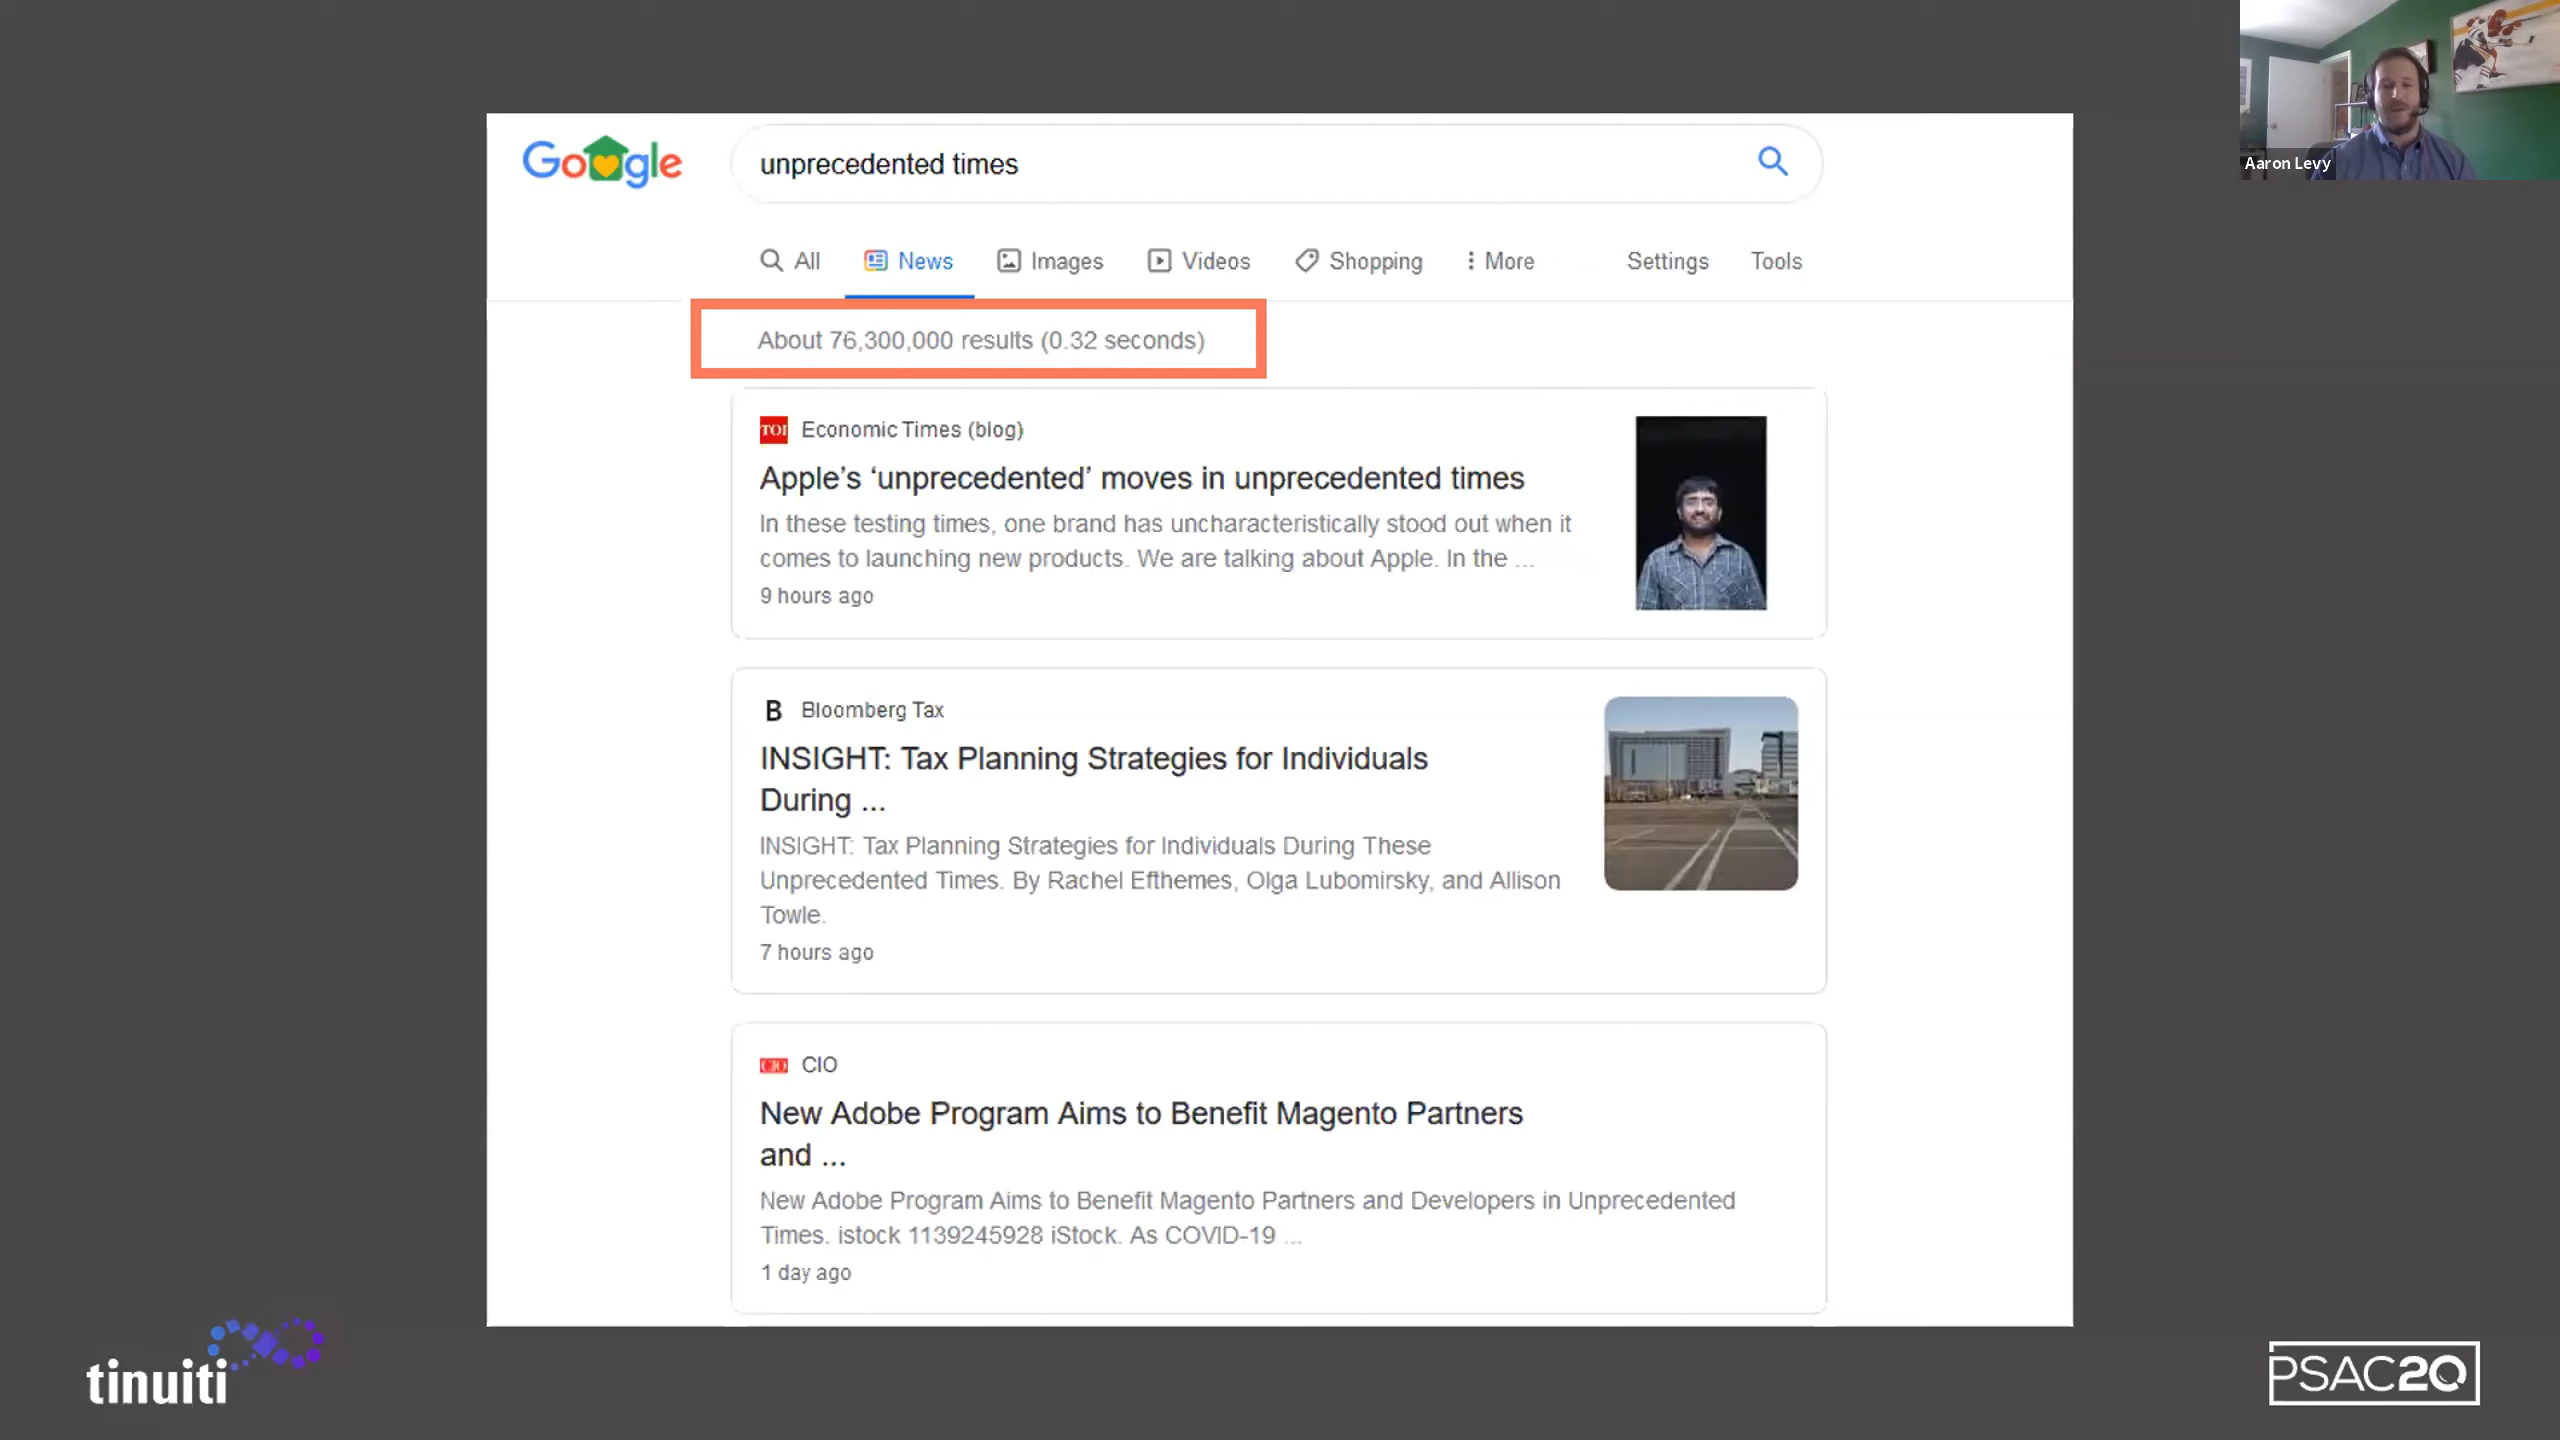 Google
unprecedented times
All News Images Videos Shopping More Settings Tools
About 76,300,000 results (0.32 seconds)
TOI Economic Times (blog)
Apple’s ‘unprecedented’ moves in unprecedented times
In these testing times, one brand has uncharacteristically stood out when it
comes to launching new products. We are talking about Apple. In the ...
9 hours ago
B Bloomberg Tax
INSIGHT: Tax Planning Strategies for Individuals
During ...
INSIGHT: Tax Planning Strategies for Individuals During These
Unprecedented Times. By Rachel Efthemes, Olga Lubomirsky, and Allison
Towle.
7 hours ago
CIO CIO
New Adobe Program Aims to Benefit Magento Partners
and ...
New Adobe Program Aims to Benefit Magento Partners and Developers in Unprecedented
Times. istock 1139245928 iStock. As COVID-19 ...
1 day ago
Aaron Levy
tinuiti
PSAC20